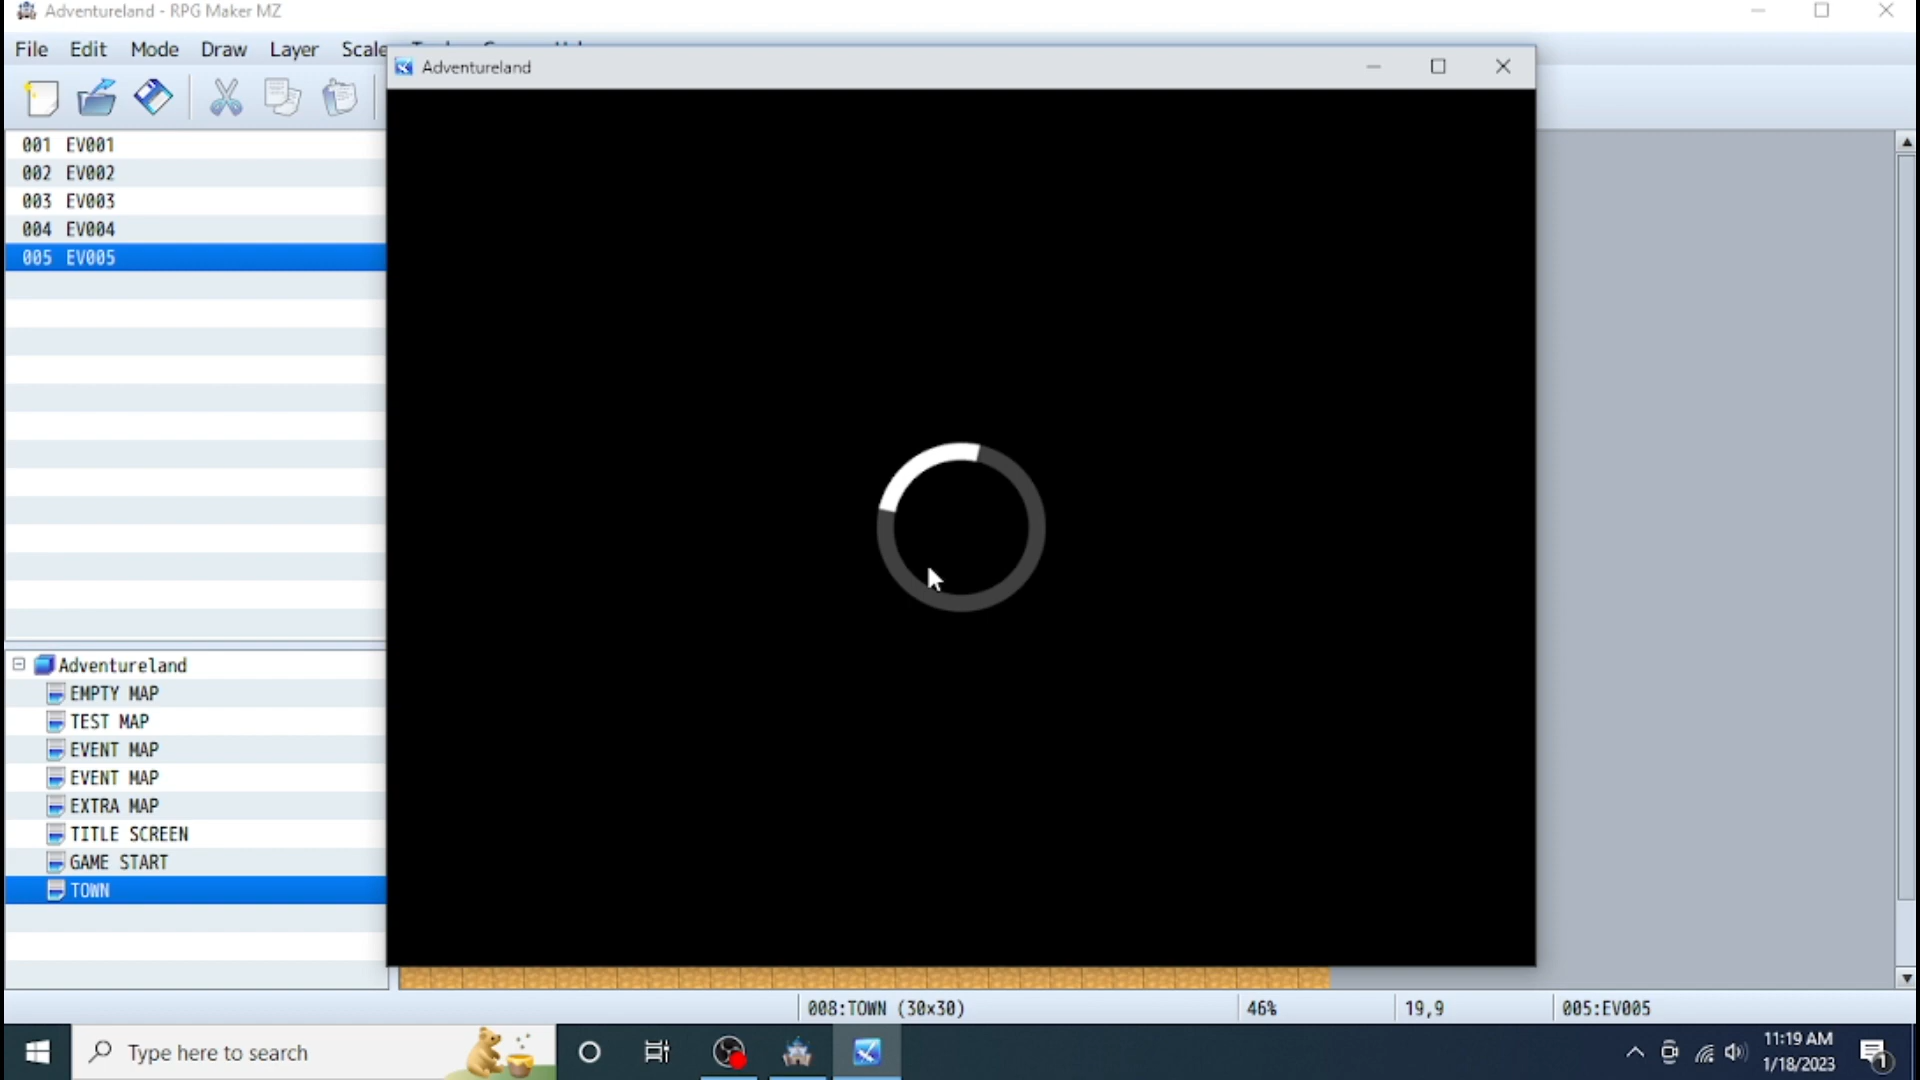 Adventureland - RPG Maker MZ
File Edit Mode Draw Layer Scale
Adventureland
001 EV001
002 EV002
003 EV003
004 EV004
005 EV005
Adventureland
EMPTY MAP
TEST MAP
EVENT MAP
EVENT MAP
EXTRA MAP
TITLE SCREEN
GAME START
TOWN
008:TOWN (30x30) 46% 19,9 005:EV005
Type here to search
11:19 AM
1/18/2023
1